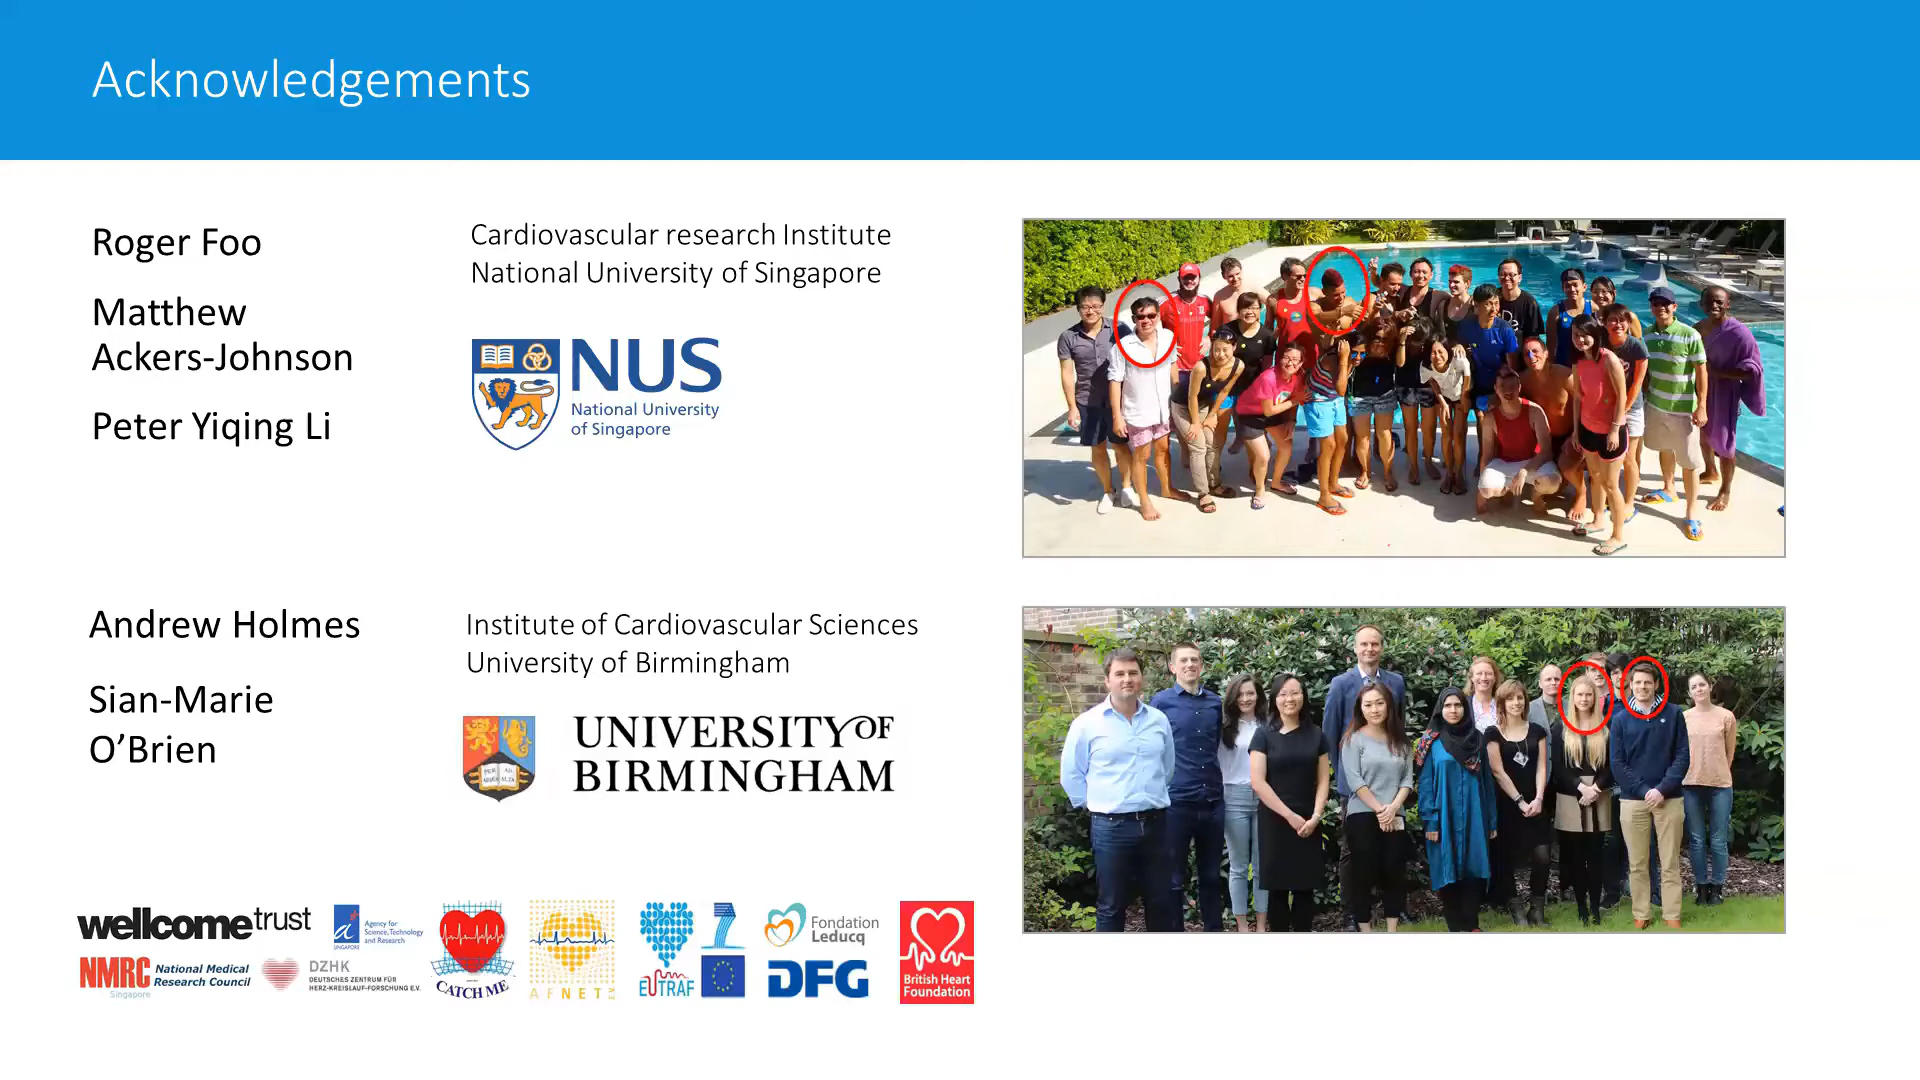 Acknowledgements
Roger Foo
Matthew
Ackers-Johnson
Peter Yiqing Li
Cardiovascular research Institute
National University of Singapore
NUS
National University
of Singapore
Andrew Holmes
Sian-Marie
O’Brien
Institute of Cardiovascular Sciences
University of Birmingham
UNIVERSITY OF
BIRMINGHAM
wellcometrust
Agency for
Science, Technology
and Research
SINGAPORE
NMRC National Medical
Research Council
Singapore
DZHK
DEUTSCHES ZENTRUM FÜR
HERZ-KREISLAUF-FORSCHUNG E.V.
CATCH ME
AFNET E.V.
EUTRAF
7
Fondation
Leducq
DFG
British Heart
Foundation